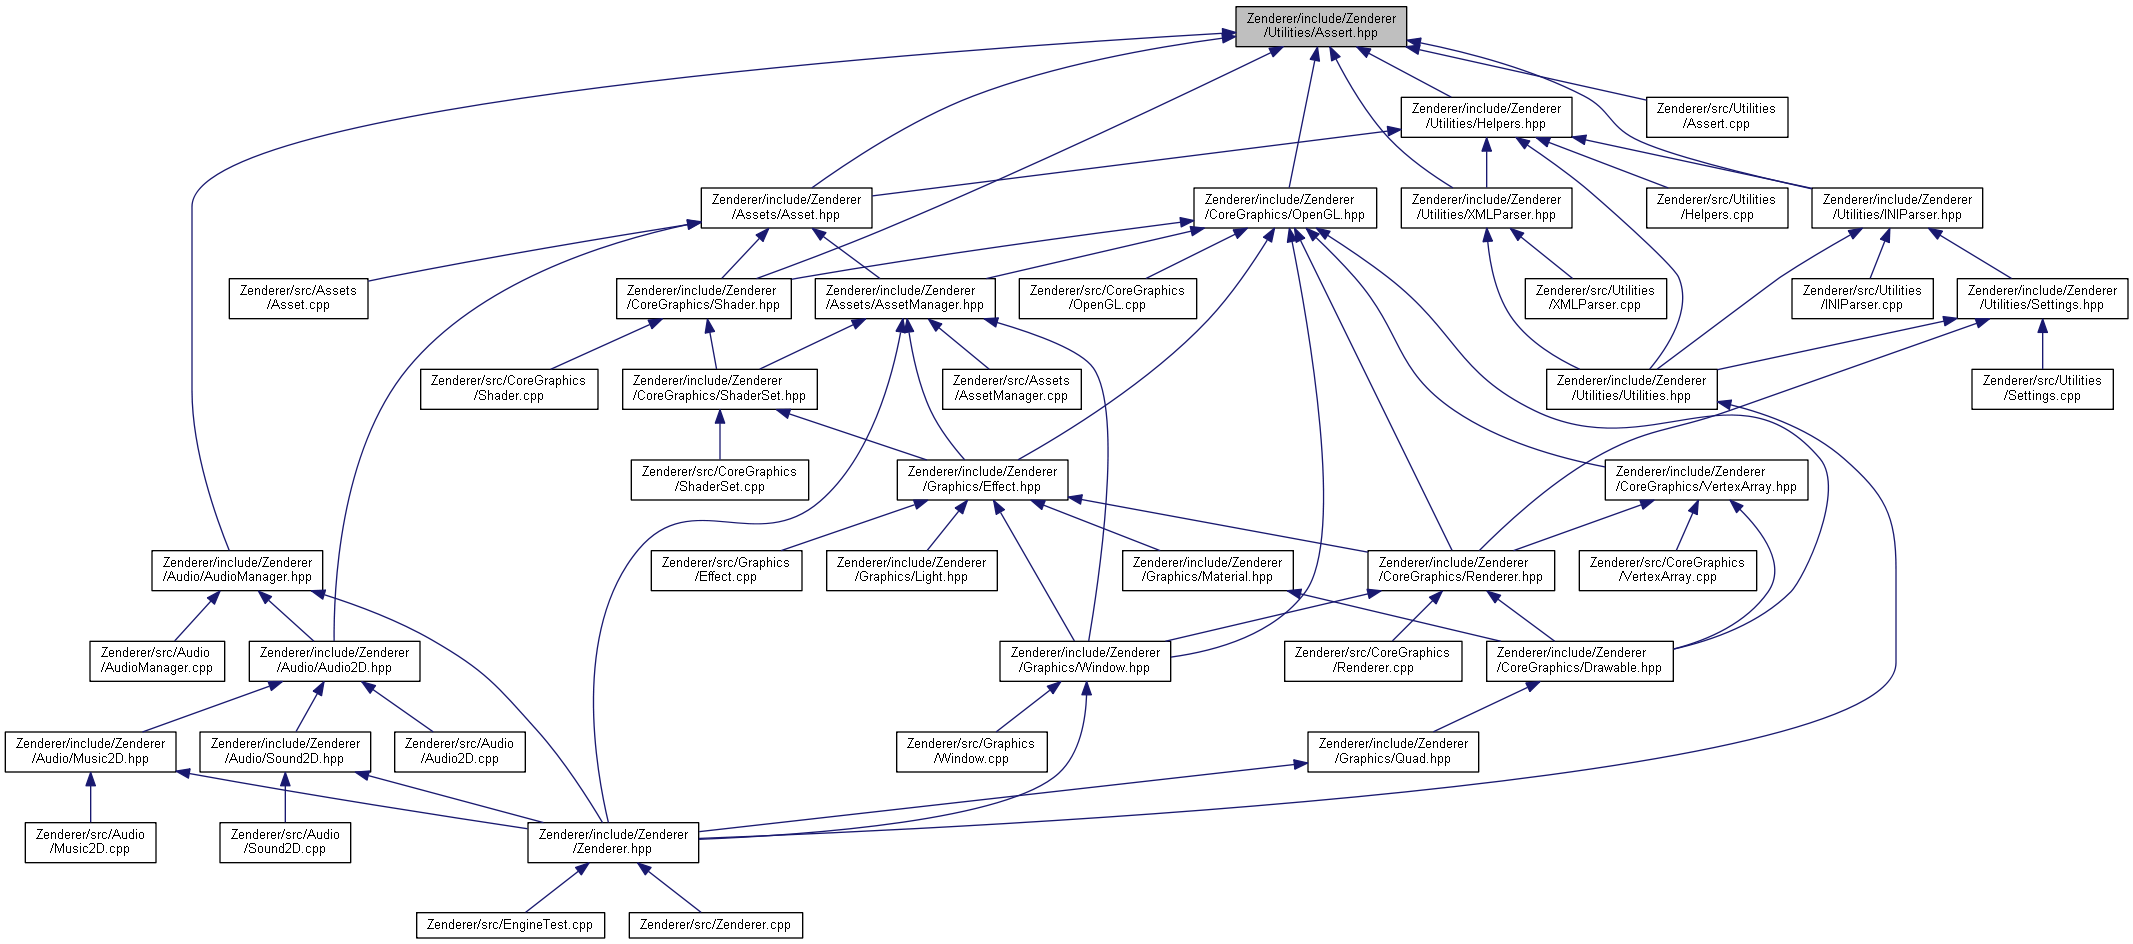 Zenderer/include/Zenderer
/Utilities/Assert.hpp
Zenderer/include/Zenderer
/Utilities/Helpers.hpp
Zenderer/src/Utilities
/Assert.cpp
Zenderer/include/Zenderer
/Assets/Asset.hpp
Zenderer/include/Zenderer
/CoreGraphics/OpenGL.hpp
Zenderer/include/Zenderer
/Utilities/XMLParser.hpp
Zenderer/src/Utilities
/Helpers.cpp
Zenderer/include/Zenderer
/Utilities/INIParser.hpp
Zenderer/src/Assets
/Asset.cpp
Zenderer/include/Zenderer
/CoreGraphics/Shader.hpp
Zenderer/include/Zenderer
/Assets/AssetManager.hpp
Zenderer/src/CoreGraphics
/OpenGL.cpp
Zenderer/src/Utilities
/XMLParser.cpp
Zenderer/src/Utilities
/INIParser.cpp
Zenderer/include/Zenderer
/Utilities/Settings.hpp
Zenderer/src/CoreGraphics
/Shader.cpp
Zenderer/include/Zenderer
/CoreGraphics/ShaderSet.hpp
Zenderer/src/Assets
/AssetManager.cpp
Zenderer/include/Zenderer
/Utilities/Utilities.hpp
Zenderer/src/Utilities
/Settings.cpp
Zenderer/src/CoreGraphics
/ShaderSet.cpp
Zenderer/include/Zenderer
/Graphics/Effect.hpp
Zenderer/include/Zenderer
/CoreGraphics/VertexArray.hpp
Zenderer/include/Zenderer
/Audio/AudioManager.hpp
Zenderer/src/Graphics
/Effect.cpp
Zenderer/include/Zenderer
/Graphics/Light.hpp
Zenderer/include/Zenderer
/Graphics/Material.hpp
Zenderer/include/Zenderer
/CoreGraphics/Renderer.hpp
Zenderer/src/CoreGraphics
/VertexArray.cpp
Zenderer/src/Audio
/AudioManager.cpp
Zenderer/include/Zenderer
/Audio/Audio2D.hpp
Zenderer/include/Zenderer
/Graphics/Window.hpp
Zenderer/src/CoreGraphics
/Renderer.cpp
Zenderer/include/Zenderer
/CoreGraphics/Drawable.hpp
Zenderer/include/Zenderer
/Audio/Music2D.hpp
Zenderer/include/Zenderer
/Audio/Sound2D.hpp
Zenderer/src/Audio
/Audio2D.cpp
Zenderer/src/Graphics
/Window.cpp
Zenderer/include/Zenderer
/Graphics/Quad.hpp
Zenderer/src/Audio
/Music2D.cpp
Zenderer/src/Audio
/Sound2D.cpp
Zenderer/include/Zenderer
/Zenderer.hpp
Zenderer/src/EngineTest.cpp
Zenderer/src/Zenderer.cpp